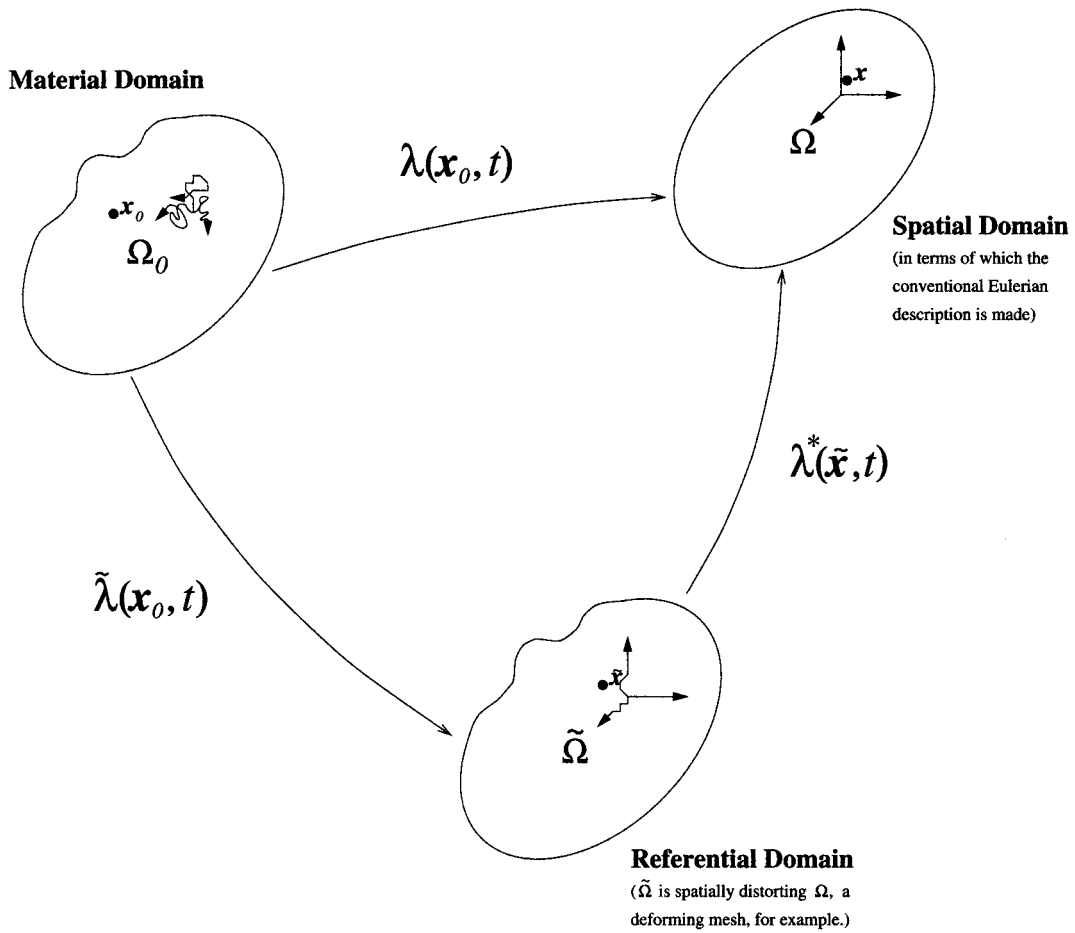 Material Domain
x₀
Ω₀
λ(x₀, t)
x
Ω
Spatial Domain
(in terms of which the
conventional Eulerian
description is made)
λ*(x̃, t)
λ̃(x₀, t)
x̃
Ω̃
Referential Domain
(Ω̃ is spatially distorting Ω, a
deforming mesh, for example.)